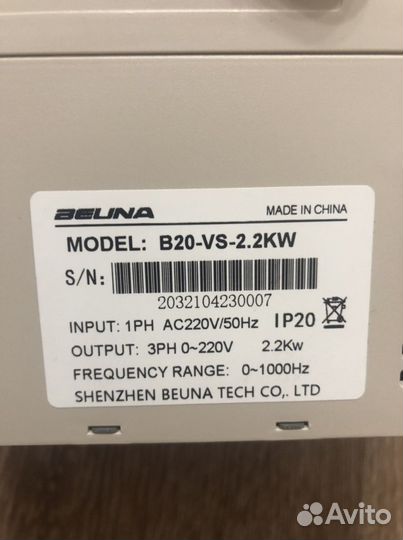 BEUNA MADE IN CHINA
MODEL: B20-VS-2.2KW
S/N:
2032104230007
INPUT: 1PH AC220V/50Hz IP20
OUTPUT: 3PH 0~220V 2.2Kw
FREQUENCY RANGE: 0~1000Hz
SHENZHEN BEUNA TECH CO,. LTD
Avito